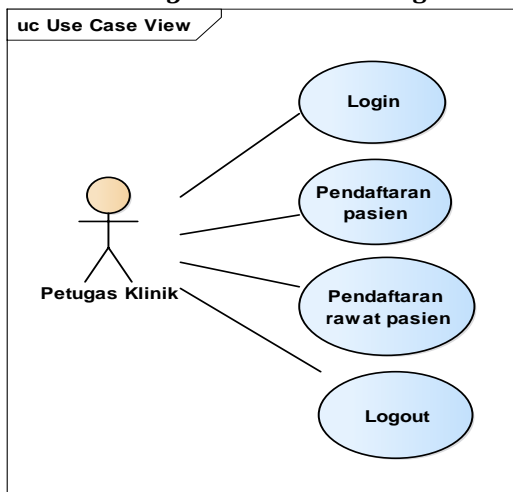 uc Use Case View
Login
Pendaftaran
pasien
Petugas Klinik
Pendaftaran
rawat pasien
Logout